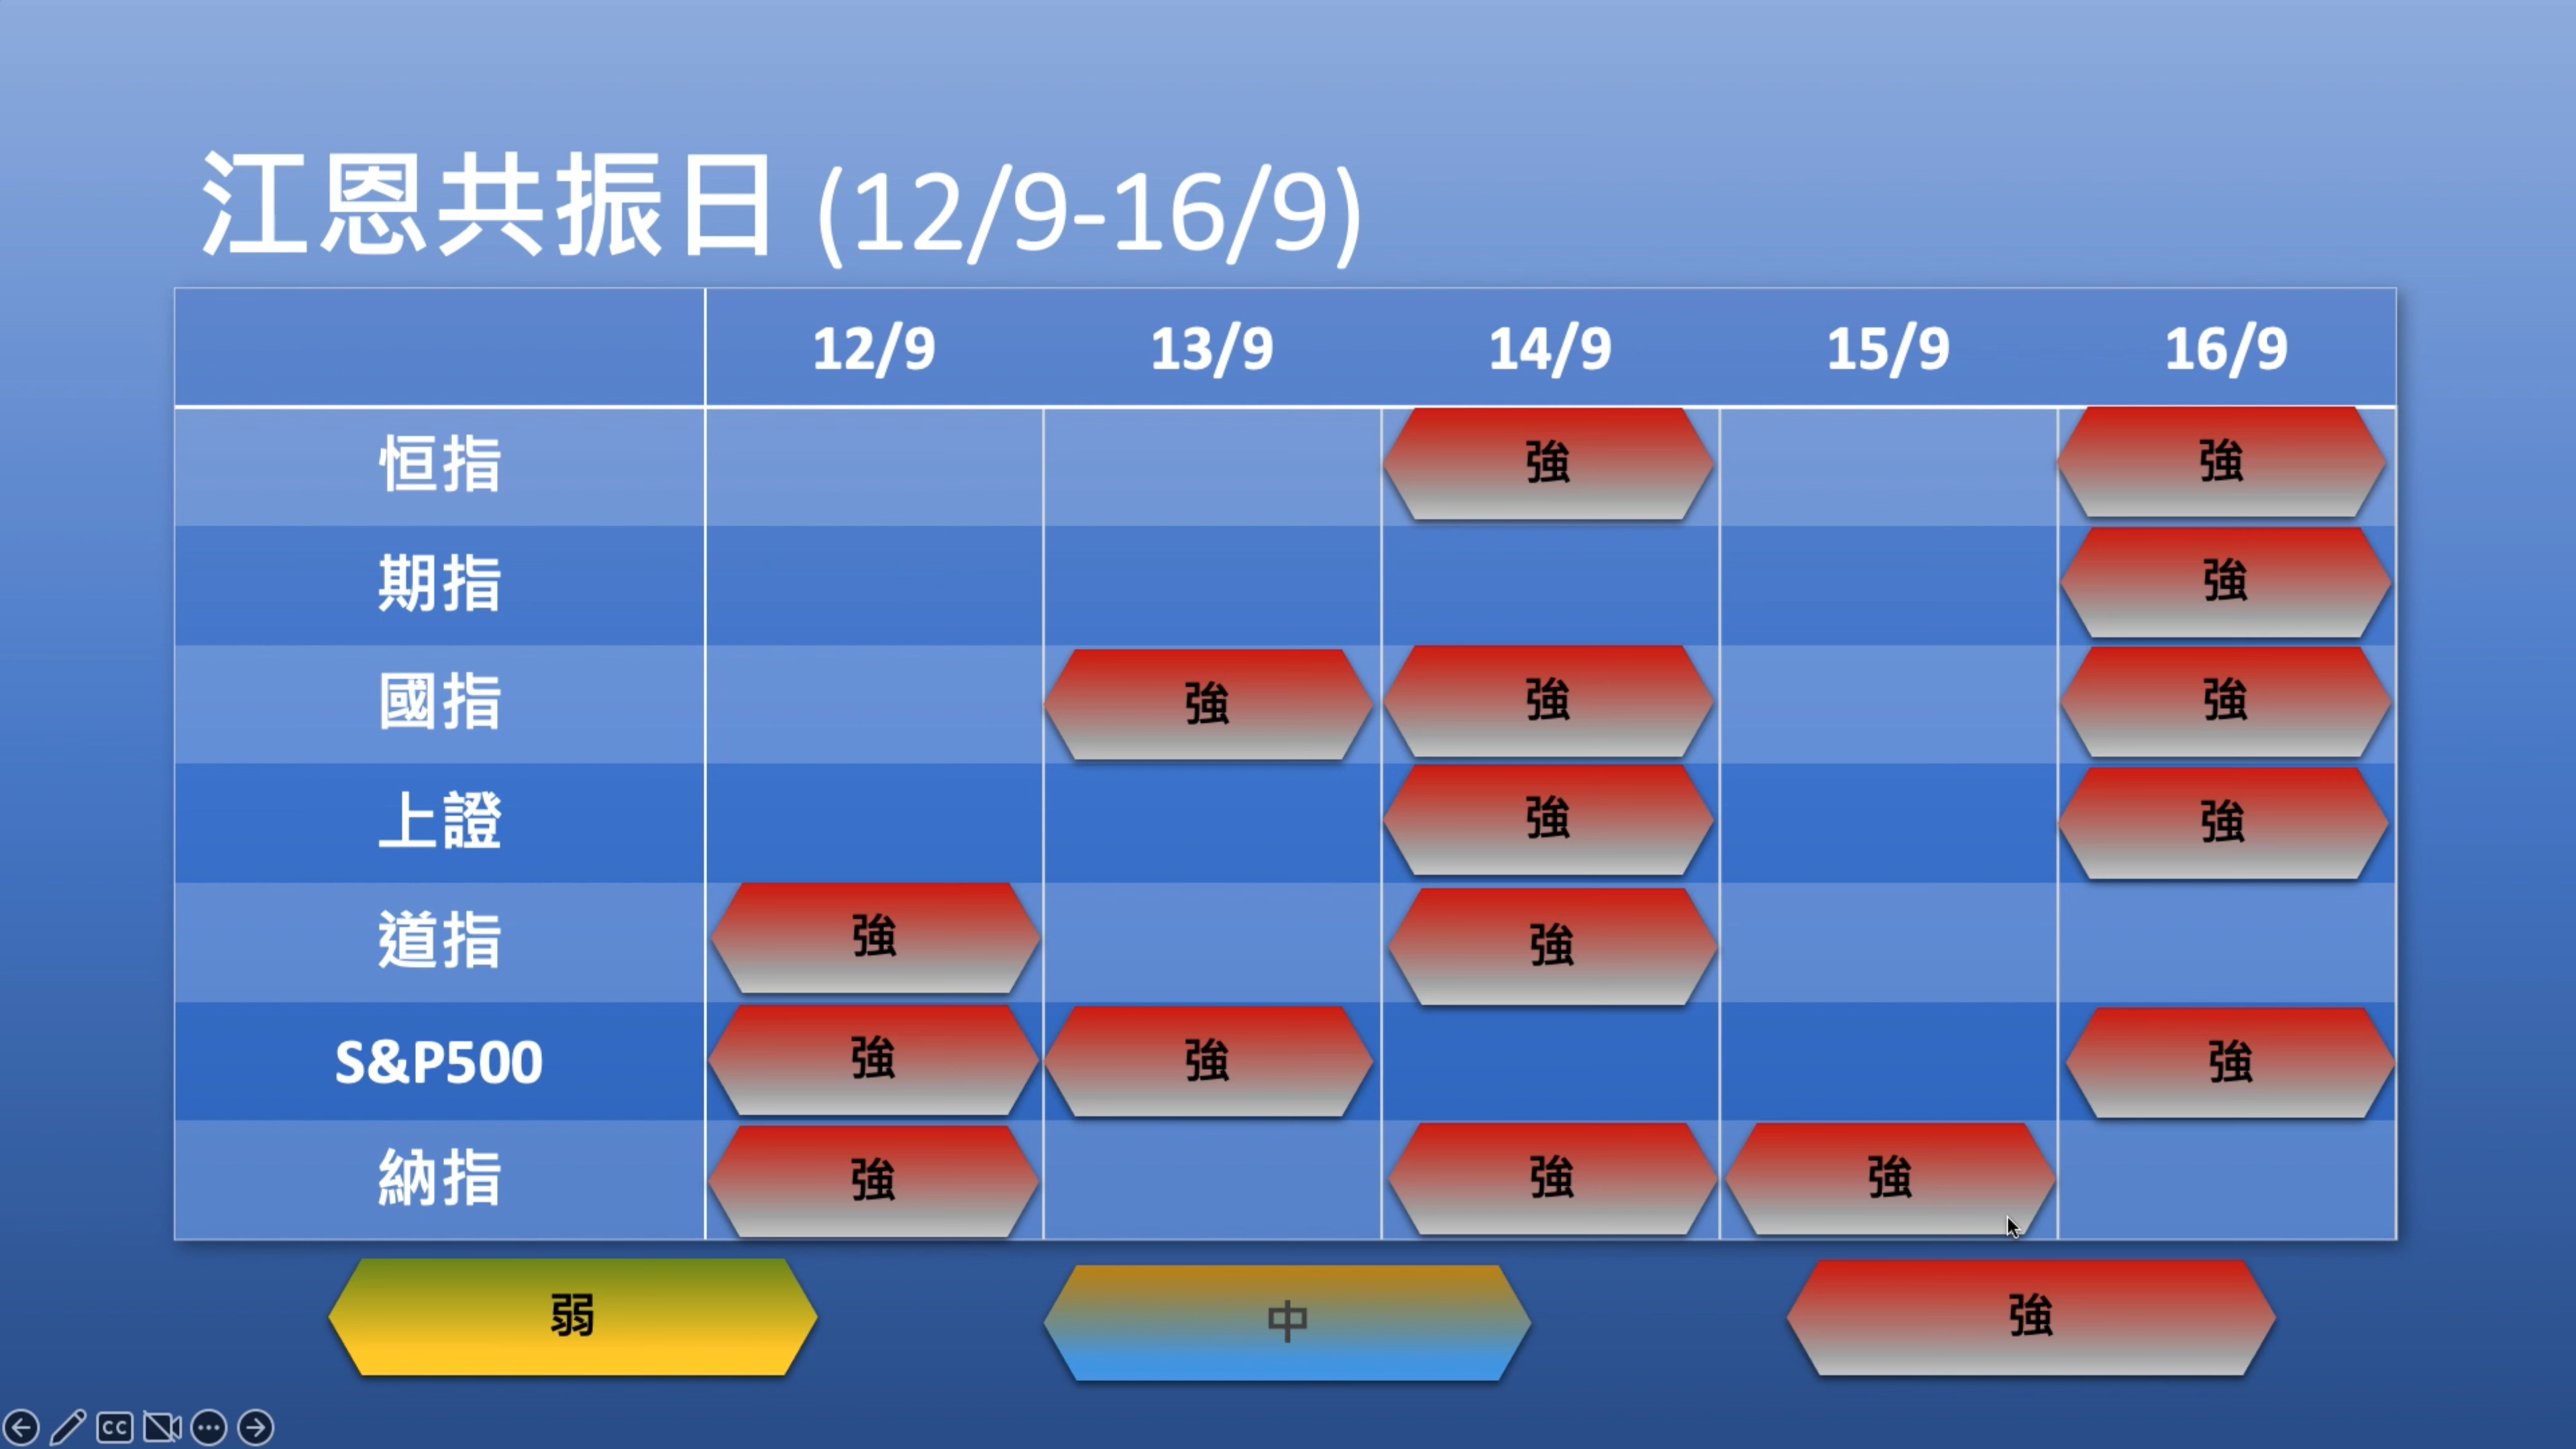 江恩共振日 (12/9-16/9)
12/9 13/9 14/9 15/9 16/9
恒指 強 強
期指 強
國指 強 強 強
上證 強 強
道指 強 強
S&P500 強 強 強
納指 強 強 強
弱 中 強
CC